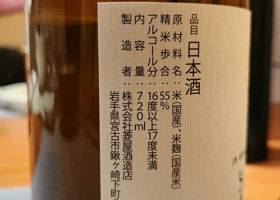 品目 日本酒
原材料名：米（国産）、米麹（国産米）
精米歩合：55%
アルコール分：16度以上17度未満
内容量：720ml
製造者：株式会社菱屋酒造店
岩手県宮古市鍬ヶ崎下町